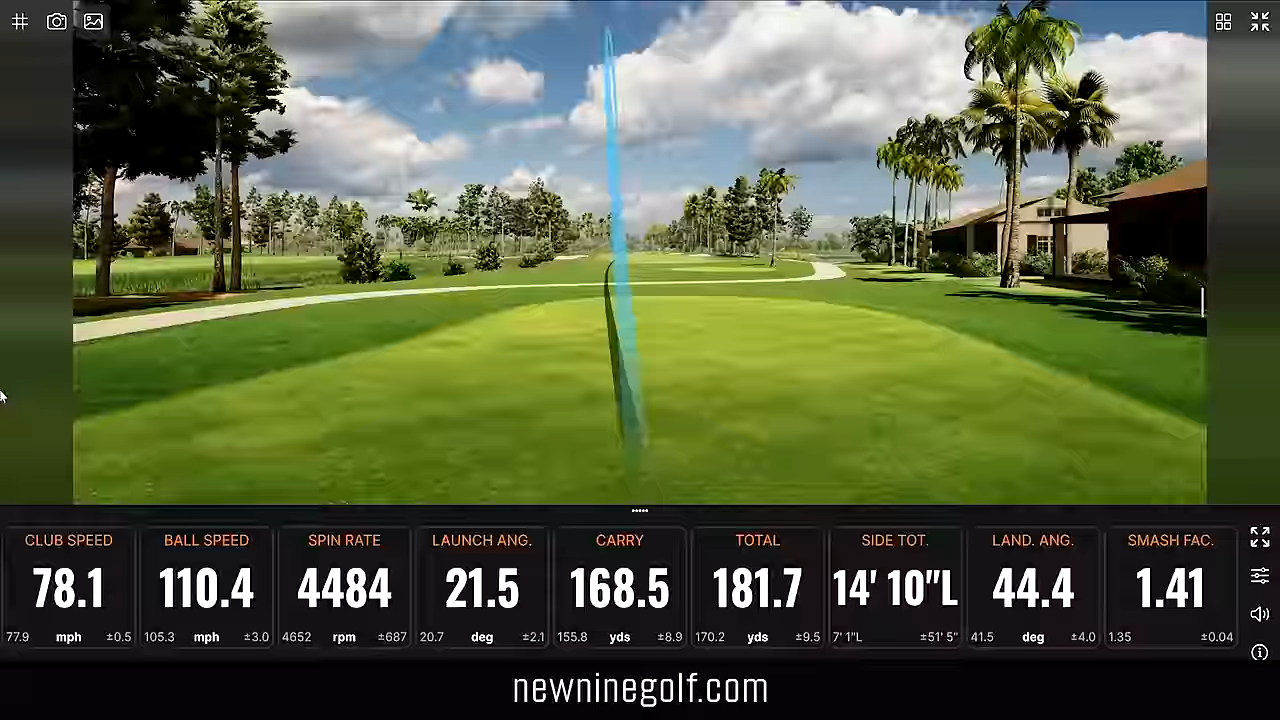 CLUB SPEED BALL SPEED SPIN RATE LAUNCH ANG. CARRY TOTAL SIDE TOT. LAND. ANG. SMASH FAC.
78.1 110.4 4484 21.5 168.5 181.7 14' 10"L 44.4 1.41
77.9 mph ±0.5 105.3 mph ±3.0 4652 rpm ±687 20.7 deg ±2.1 155.8 yds ±8.9 170.2 yds ±9.5 7' 1"L ±51' 5" 41.5 deg ±4.0 1.35 ±0.04
newninegolf.com